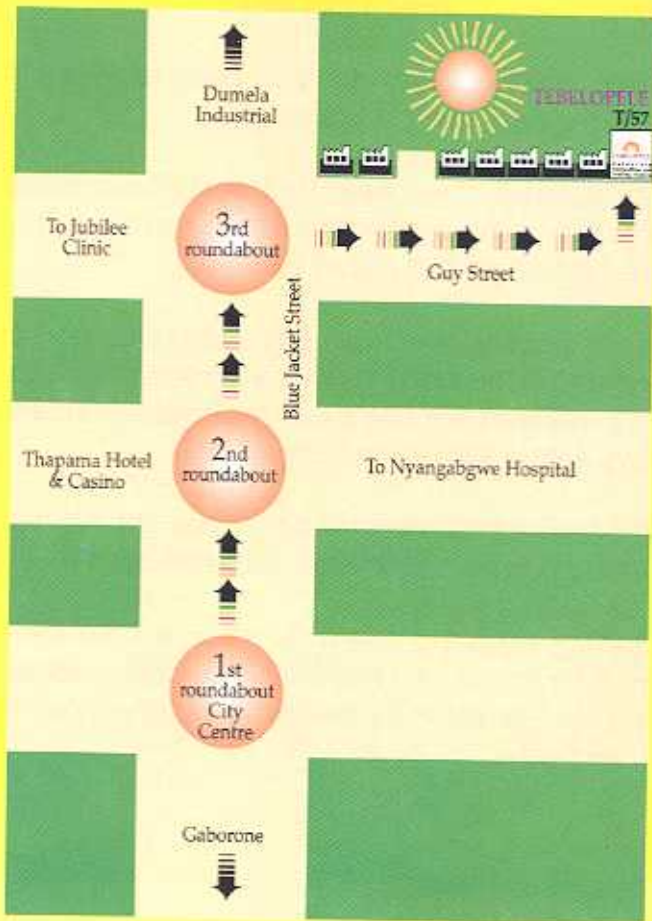 Dumela
Industrial
TEBELOPELE
T/57
To Jubilee
Clinic
3rd
roundabout
Guy Street
Blue Jacket Street
Thapama Hotel
& Casino
2nd
roundabout
To Nyangabgwe Hospital
1st
roundabout
City
Centre
Gaborone